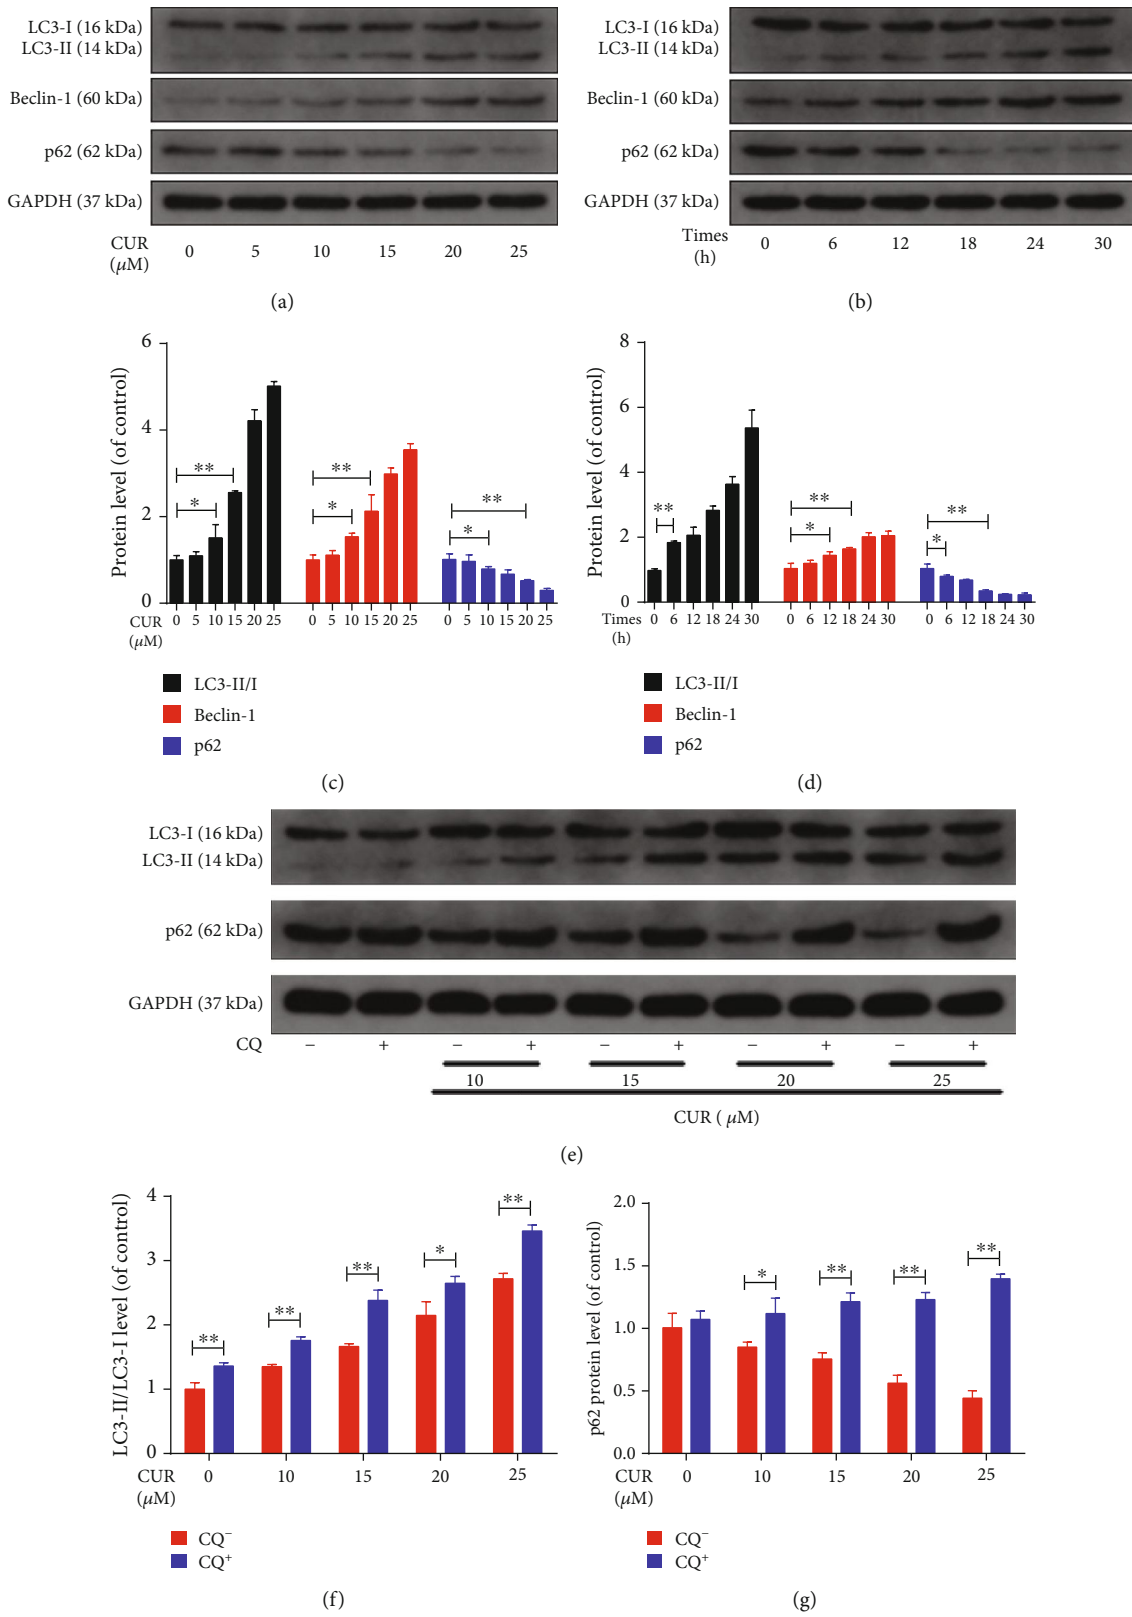 LC3-I (16 kDa)
LC3-II (14 kDa)
Beclin-1 (60 kDa)
p62 (62 kDa)
GAPDH (37 kDa)
CUR (μM) 0 5 10 15 20 25
(a)
LC3-I (16 kDa)
LC3-II (14 kDa)
Beclin-1 (60 kDa)
p62 (62 kDa)
GAPDH (37 kDa)
Times (h) 0 6 12 18 24 30
(b)
Protein level (of control)
6
4
2
0
** * ** * ** *
CUR (μM) 0 5 10 15 20 25 0 5 10 15 20 25 0 5 10 15 20 25
LC3-II/I
Beclin-1
p62
(c)
Protein level (of control)
8
6
4
2
0
** ** * ** *
Times (h) 0 6 12 18 24 30 0 6 12 18 24 30 0 6 12 18 24 30
LC3-II/I
Beclin-1
p62
(d)
LC3-I (16 kDa)
LC3-II (14 kDa)
p62 (62 kDa)
GAPDH (37 kDa)
CQ − + − + − + − + − +
10 15 20 25
CUR ( μM)
(e)
LC3-II/LC3-I level (of control)
4
3
2
1
0
** ** ** * **
CUR (μM) 0 10 15 20 25
CQ⁻
CQ⁺
(f)
p62 protein level (of control)
2.0
1.5
1.0
0.5
0.0
* ** ** **
CUR (μM) 0 10 15 20 25
CQ⁻
CQ⁺
(g)